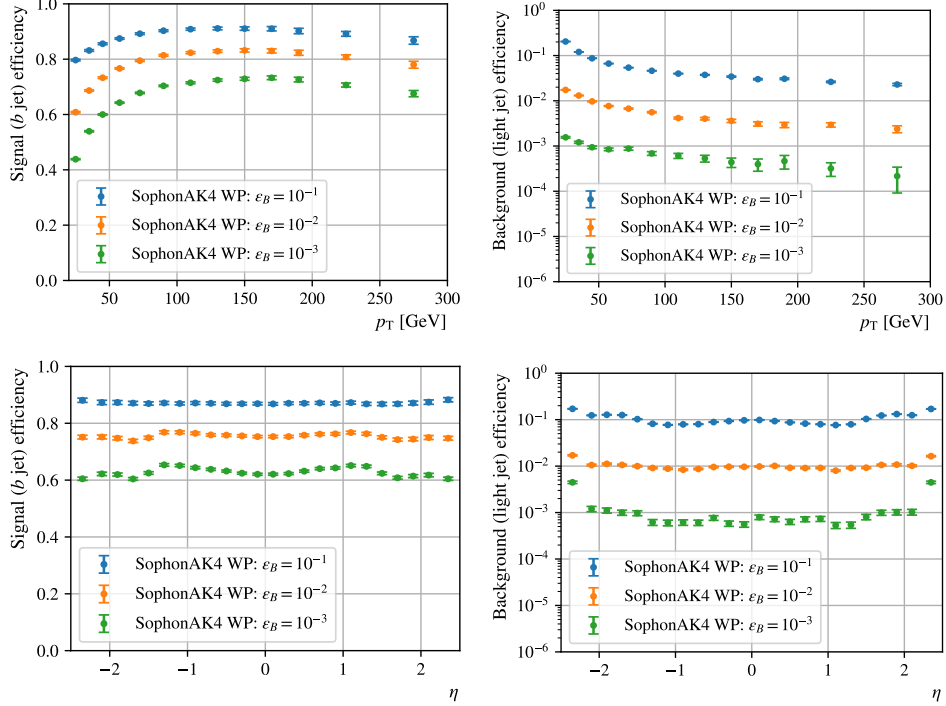 Signal (b jet) efficiency
1.0
0.8
0.6
0.4
0.2
0.0
SophonAK4 WP: ε_B = 10⁻¹
SophonAK4 WP: ε_B = 10⁻²
SophonAK4 WP: ε_B = 10⁻³
50 100 150 200 250 300
p_T [GeV]
Background (light jet) efficiency
10⁰
10⁻¹
10⁻²
10⁻³
10⁻⁴
10⁻⁵
10⁻⁶
SophonAK4 WP: ε_B = 10⁻¹
SophonAK4 WP: ε_B = 10⁻²
SophonAK4 WP: ε_B = 10⁻³
50 100 150 200 250 300
p_T [GeV]
Signal (b jet) efficiency
1.0
0.8
0.6
0.4
0.2
0.0
SophonAK4 WP: ε_B = 10⁻¹
SophonAK4 WP: ε_B = 10⁻²
SophonAK4 WP: ε_B = 10⁻³
−2 −1 0 1 2
η
Background (light jet) efficiency
10⁰
10⁻¹
10⁻²
10⁻³
10⁻⁴
10⁻⁵
10⁻⁶
SophonAK4 WP: ε_B = 10⁻¹
SophonAK4 WP: ε_B = 10⁻²
SophonAK4 WP: ε_B = 10⁻³
−2 −1 0 1 2
η